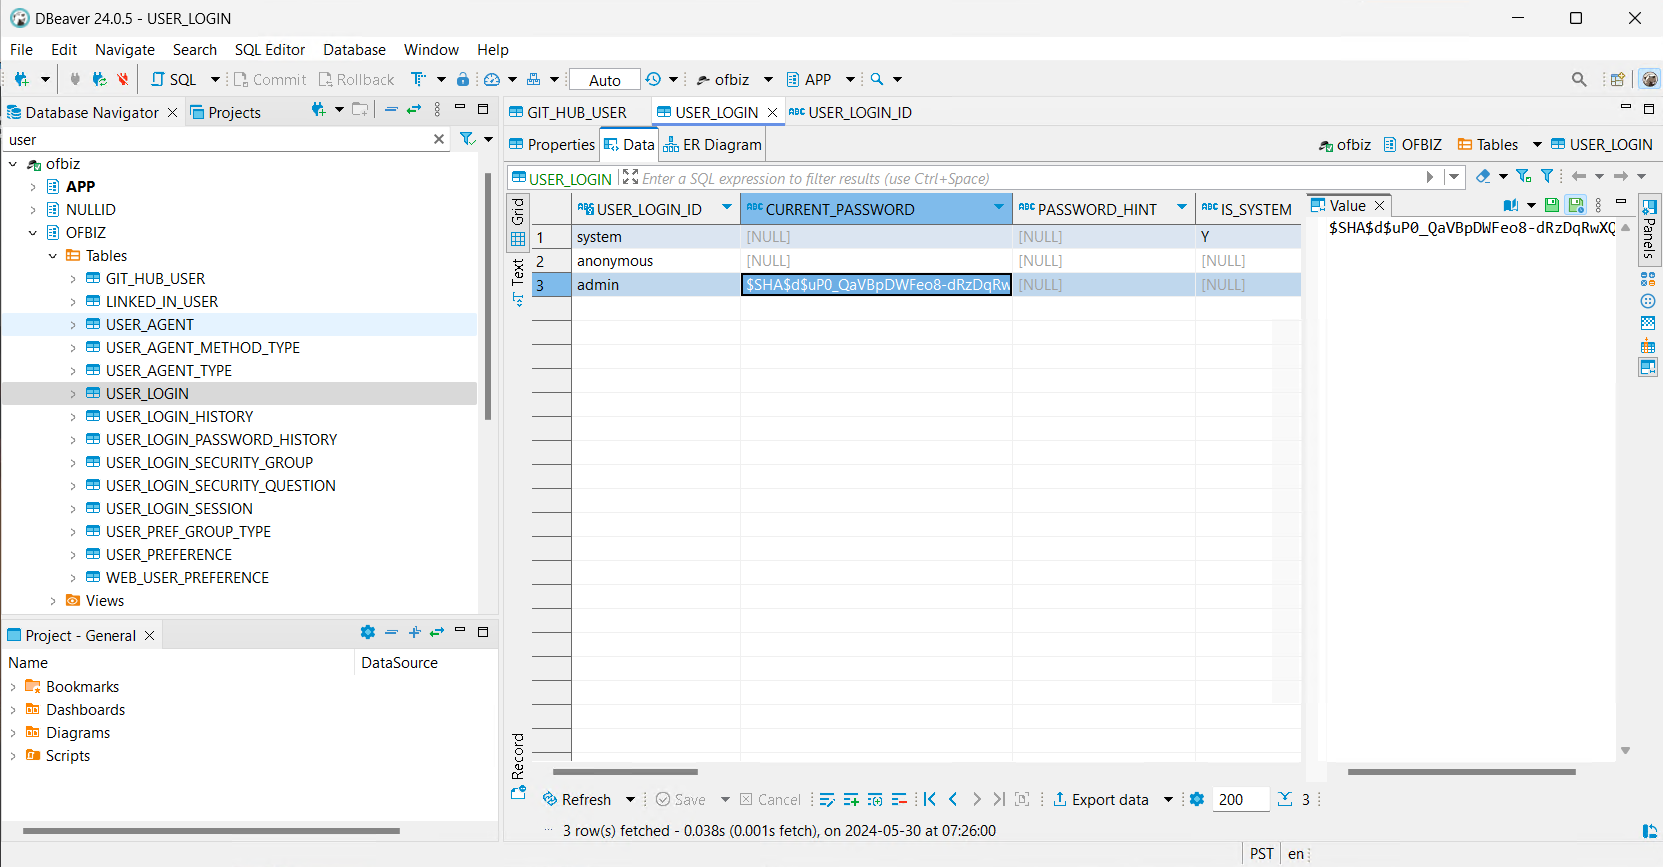 DBeaver 24.0.5 - USER_LOGIN
File Edit Navigate Search SQL Editor Database Window Help
SQL Commit Rollback Auto ofbiz APP
Database Navigator Projects
user
ofbiz
APP
NULLID
OFBIZ
Tables
GIT_HUB_USER
LINKED_IN_USER
USER_AGENT
USER_AGENT_METHOD_TYPE
USER_AGENT_TYPE
USER_LOGIN
USER_LOGIN_HISTORY
USER_LOGIN_PASSWORD_HISTORY
USER_LOGIN_SECURITY_GROUP
USER_LOGIN_SECURITY_QUESTION
USER_LOGIN_SESSION
USER_PREF_GROUP_TYPE
USER_PREFERENCE
WEB_USER_PREFERENCE
Views
Project - General
Name DataSource
Bookmarks
Dashboards
Diagrams
Scripts
GIT_HUB_USER USER_LOGIN ABC USER_LOGIN_ID
Properties Data ER Diagram ofbiz OFBIZ Tables USER_LOGIN
USER_LOGIN Enter a SQL expression to filter results (use Ctrl+Space)
Grid
Text
Record
USER_LOGIN_ID ABC CURRENT_PASSWORD ABC PASSWORD_HINT ABC IS_SYSTEM
1 system [NULL] [NULL] Y
2 anonymous [NULL] [NULL] [NULL]
3 admin $SHA$d$uP0_QaVBpDWFeo8-dRzDqRw [NULL] [NULL]
Value
$SHA$d$uP0_QaVBpDWFeo8-dRzDqRwXQ
Panels
Refresh Save Cancel Export data 200 3
3 row(s) fetched - 0.038s (0.001s fetch), on 2024-05-30 at 07:26:00
PST en